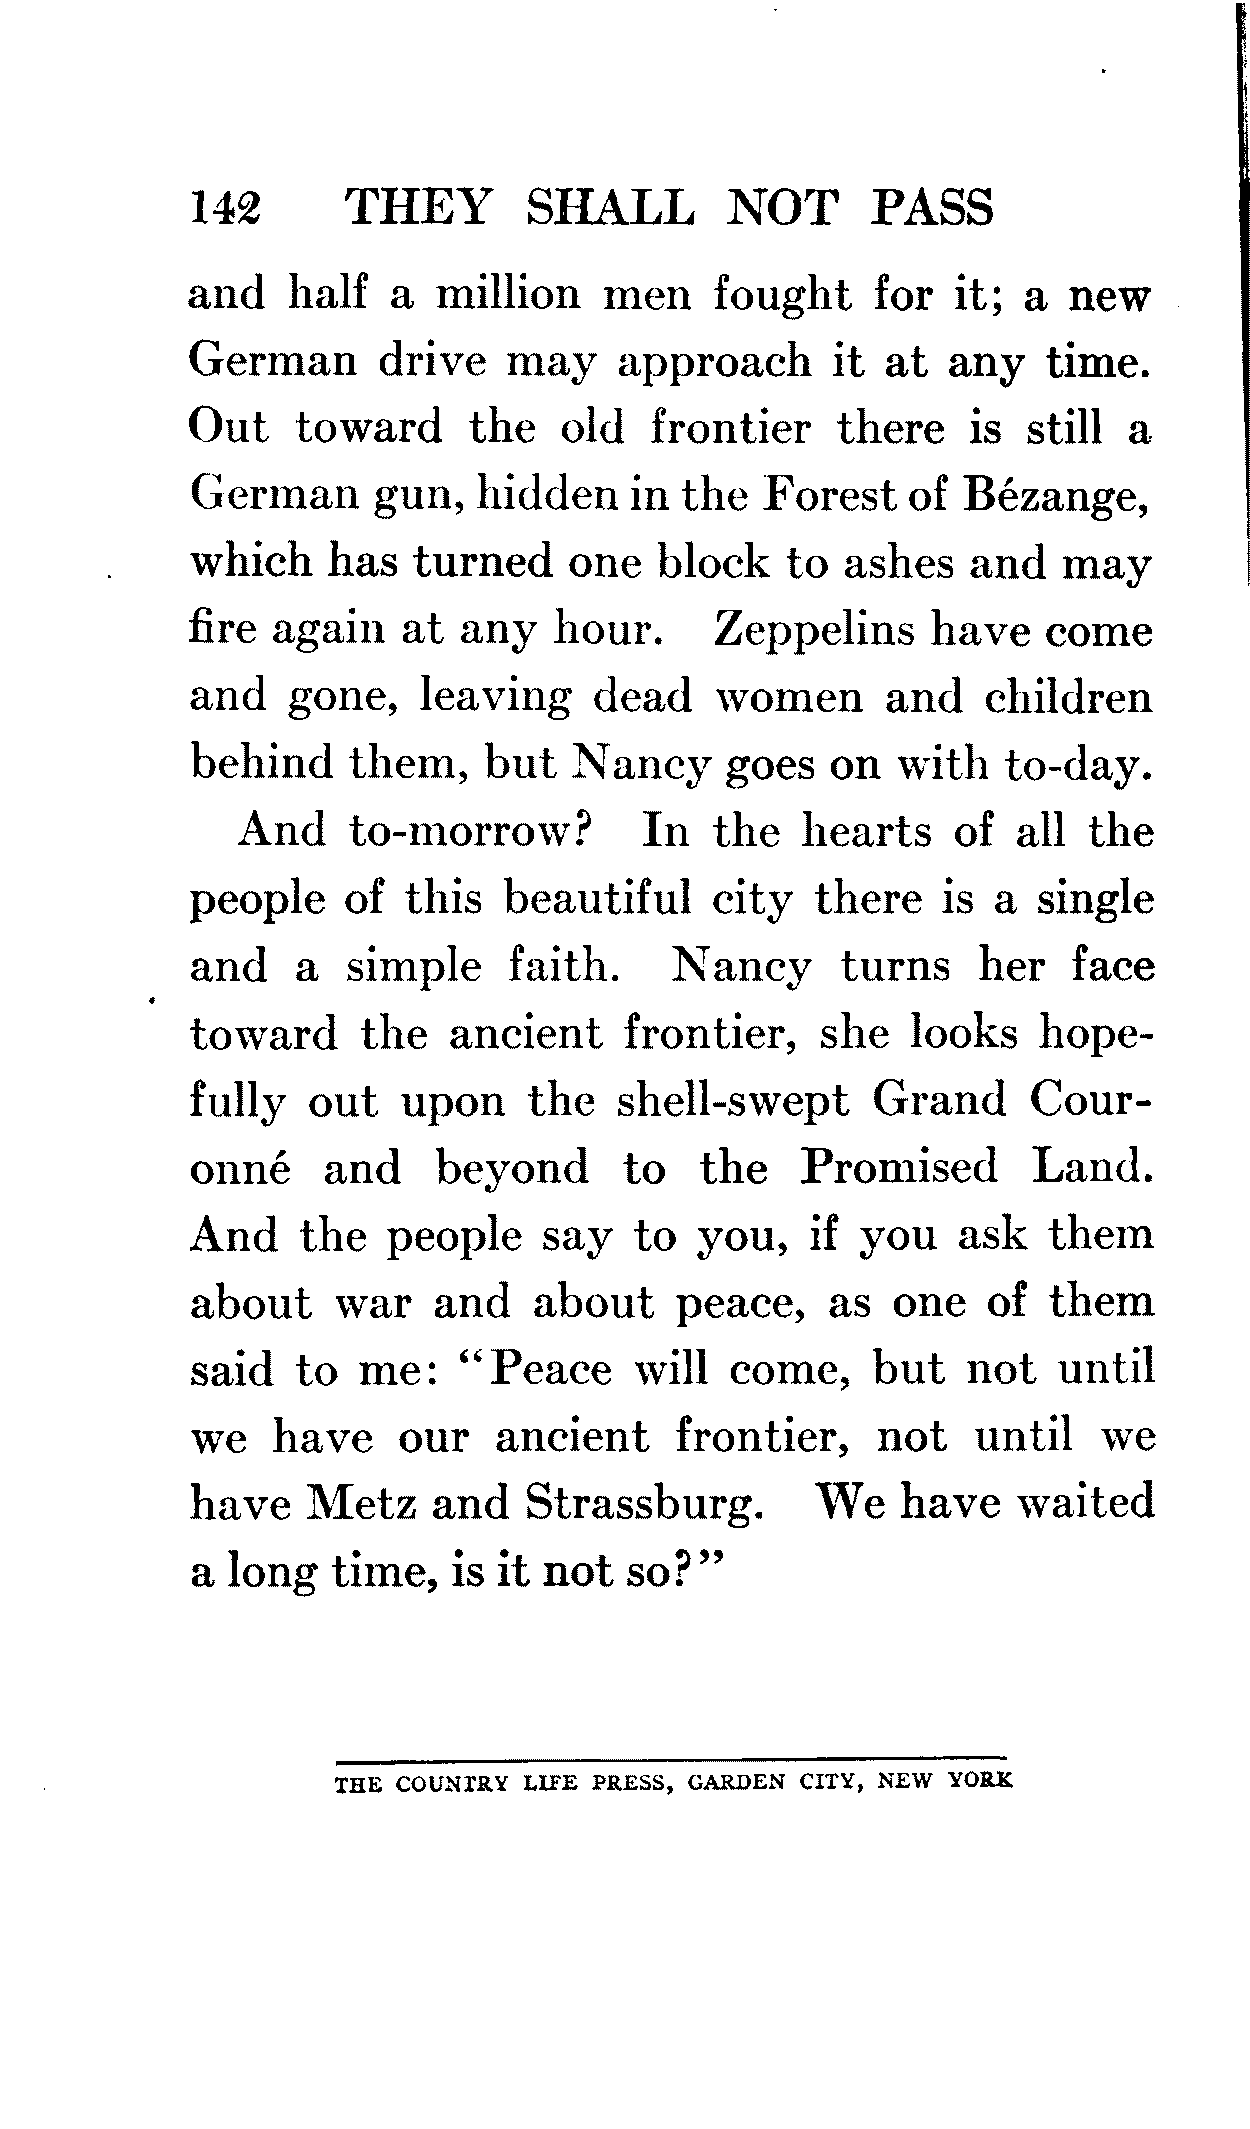 142 THEY SHALL NOT PASS
and half a million men fought for it; a new
German drive may approach it at any time.
Out toward the old frontier there is still a
German gun, hidden in the Forest of Bézange,
which has turned one block to ashes and may
fire again at any hour. Zeppelins have come
and gone, leaving dead women and children
behind them, but Nancy goes on with to-day.
And to-morrow? In the hearts of all the
people of this beautiful city there is a single
and a simple faith. Nancy turns her face
toward the ancient frontier, she looks hope-
fully out upon the shell-swept Grand Cour-
onné and beyond to the Promised Land.
And the people say to you, if you ask them
about war and about peace, as one of them
said to me: “Peace will come, but not until
we have our ancient frontier, not until we
have Metz and Strassburg. We have waited
a long time, is it not so?”
THE COUNTRY LIFE PRESS, GARDEN CITY, NEW YORK